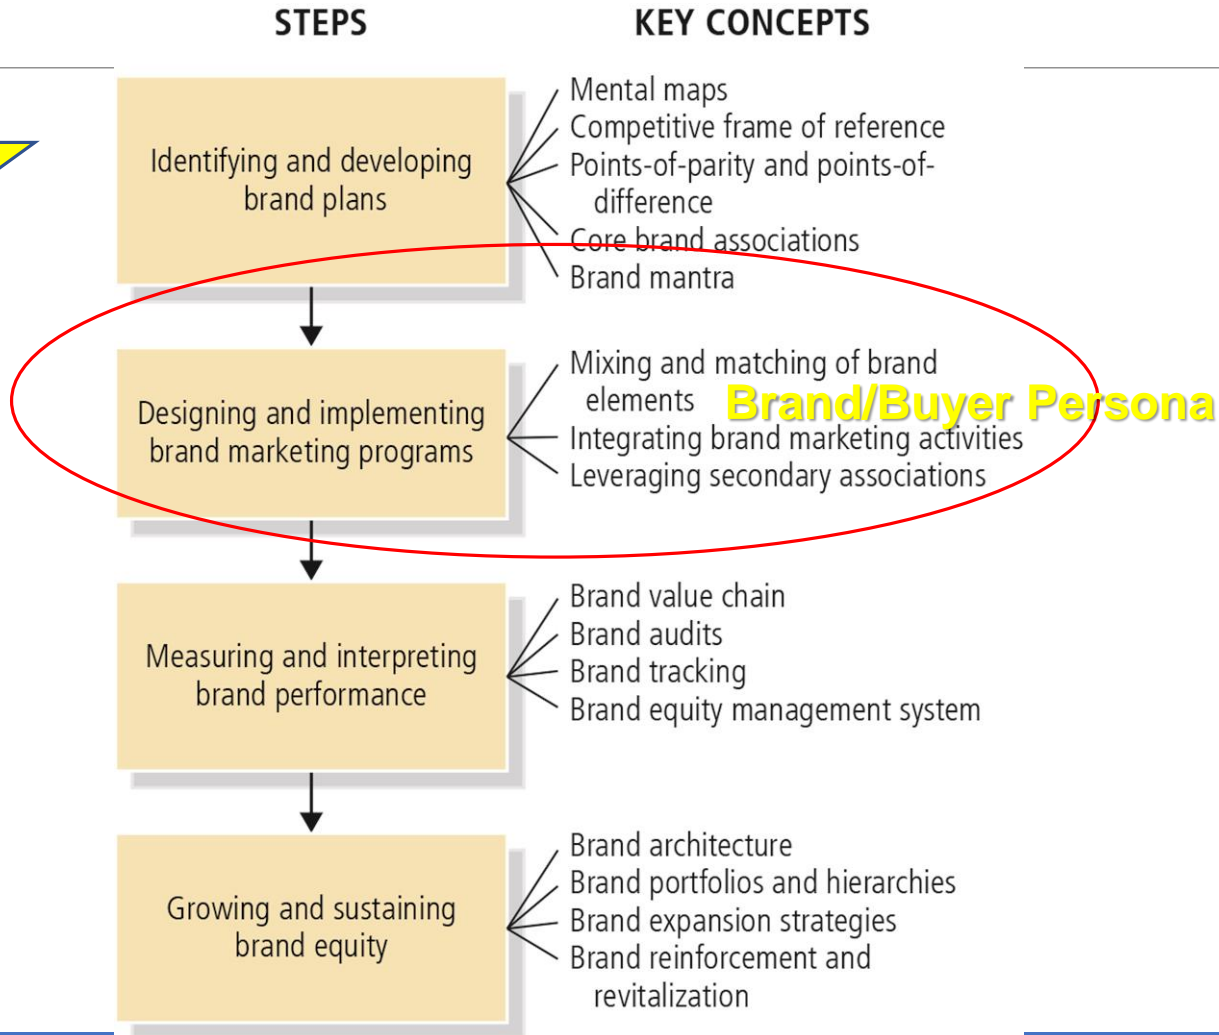 STEPS
KEY CONCEPTS
Identifying and developing
brand plans
Mental maps
Competitive frame of reference
Points-of-parity and points-of-
difference
Core brand associations
Brand mantra
Designing and implementing
brand marketing programs
Mixing and matching of brand
elements
Brand/Buyer Persona
Integrating brand marketing activities
Leveraging secondary associations
Measuring and interpreting
brand performance
Brand value chain
Brand audits
Brand tracking
Brand equity management system
Growing and sustaining
brand equity
Brand architecture
Brand portfolios and hierarchies
Brand expansion strategies
Brand reinforcement and
revitalization